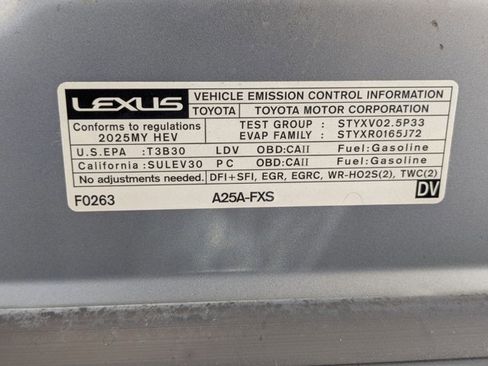 LEXUS VEHICLE EMISSION CONTROL INFORMATION
TOYOTA TOYOTA MOTOR CORPORATION
Conforms to regulations TEST GROUP : STYXV02.5P33
2025MY HEV EVAP FAMILY : STYXR0165J72
U.S.EPA : T3B30 LDV OBD:CAII Fuel:Gasoline
California : SULEV30 PC OBD:CAII Fuel:Gasoline
No adjustments needed. DFI+SFI, EGR, EGRC, WR-HO2S(2), TWC(2)
F0263 A25A-FXS DV